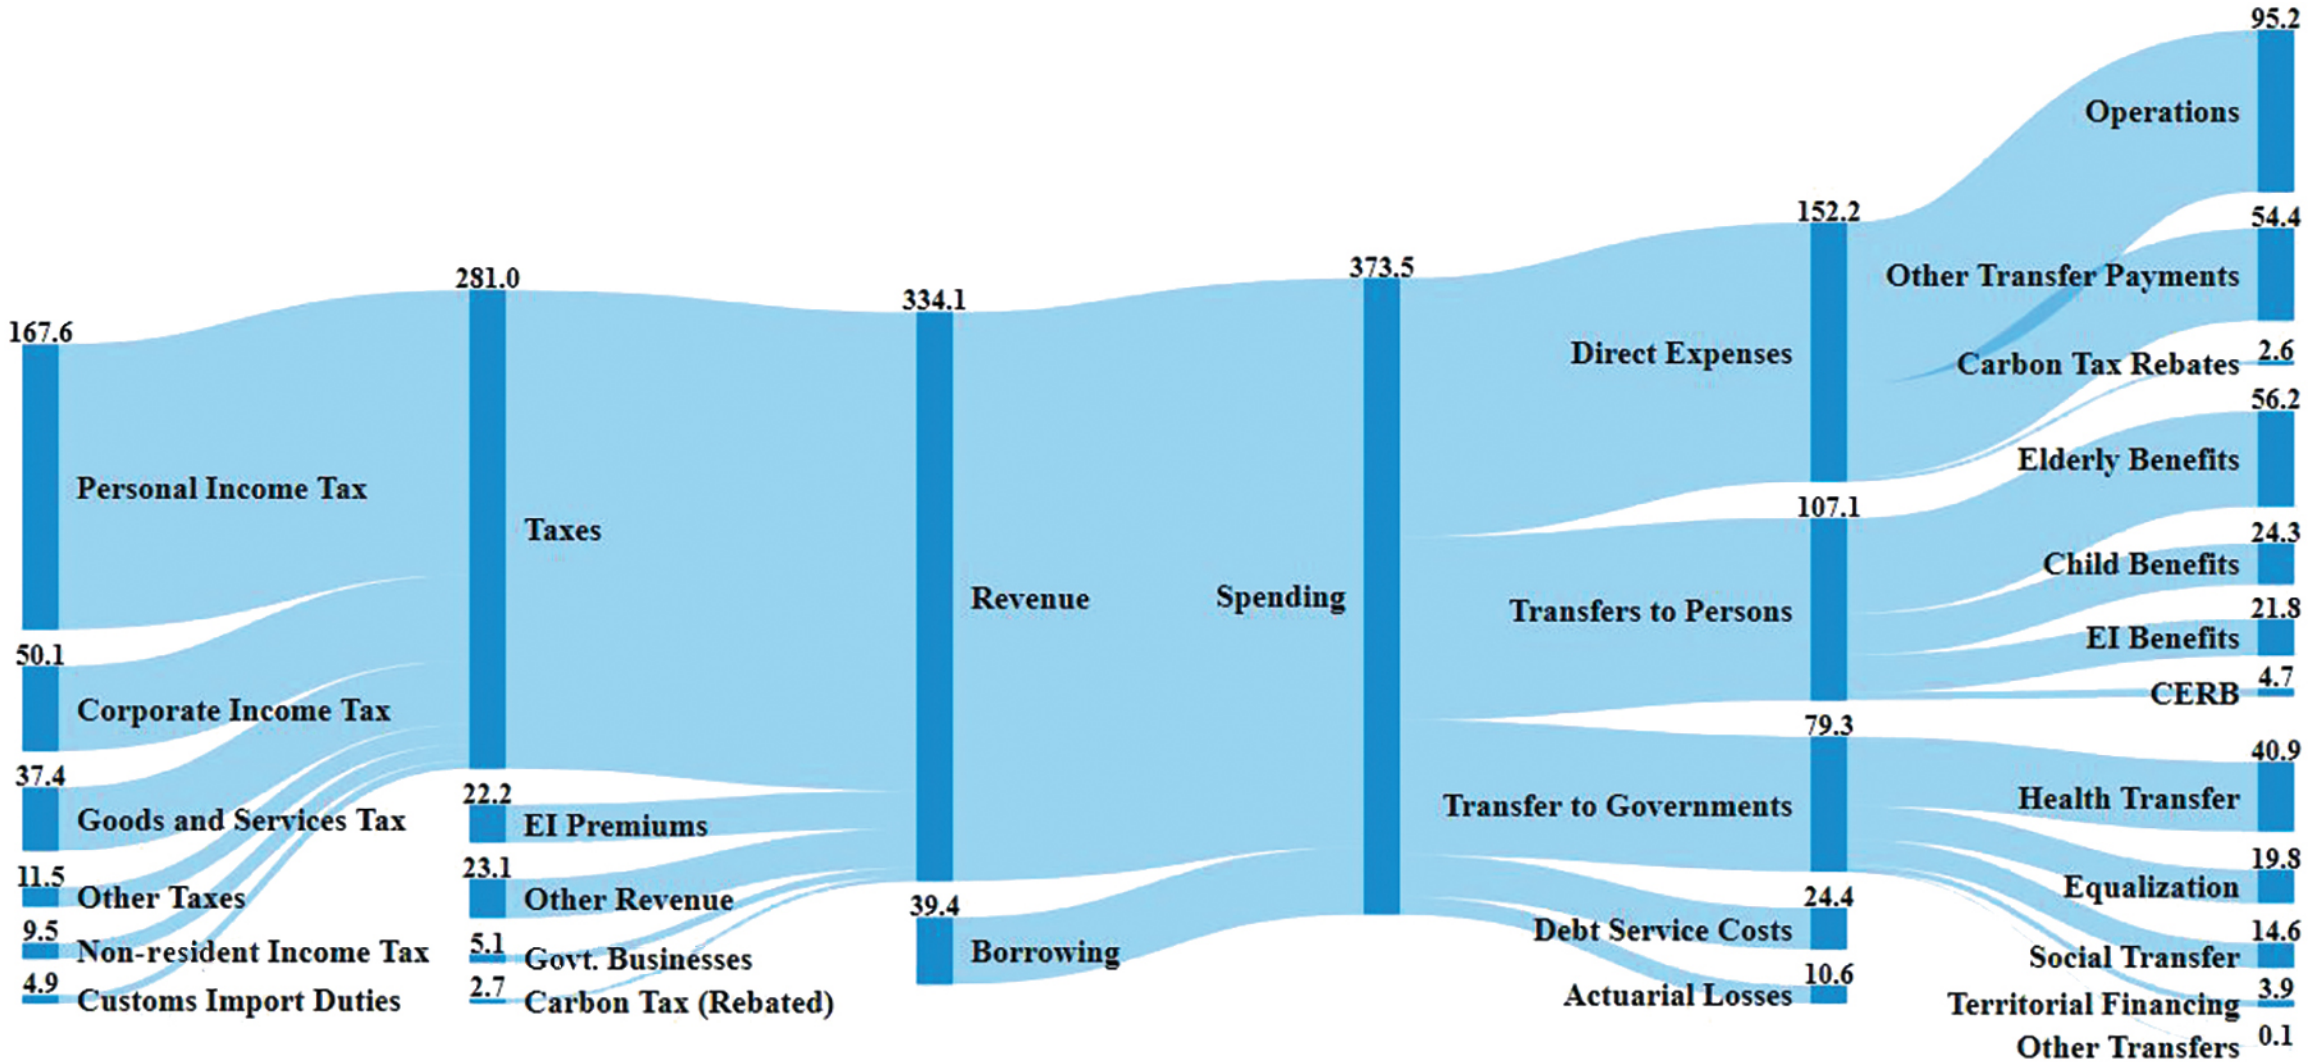 167.6
Personal Income Tax
50.1
Corporate Income Tax
37.4
Goods and Services Tax
11.5
Other Taxes
9.5
Non-resident Income Tax
4.9
Customs Import Duties
281.0
Taxes
22.2
EI Premiums
23.1
Other Revenue
5.1
Govt. Businesses
2.7
Carbon Tax (Rebated)
334.1
Revenue
39.4
Borrowing
373.5
Spending
152.2
Direct Expenses
107.1
Transfers to Persons
79.3
Transfer to Governments
24.4
Debt Service Costs
10.6
Actuarial Losses
95.2
Operations
54.4
Other Transfer Payments
2.6
Carbon Tax Rebates
56.2
Elderly Benefits
24.3
Child Benefits
21.8
EI Benefits
4.7
CERB
40.9
Health Transfer
19.8
Equalization
14.6
Social Transfer
3.9
Territorial Financing
0.1
Other Transfers